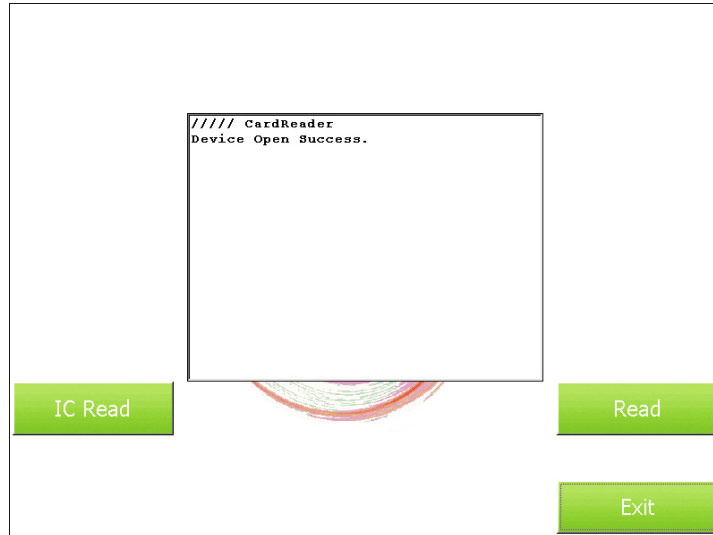 ///// CardReader
Device Open Success.
IC Read
Read
Exit